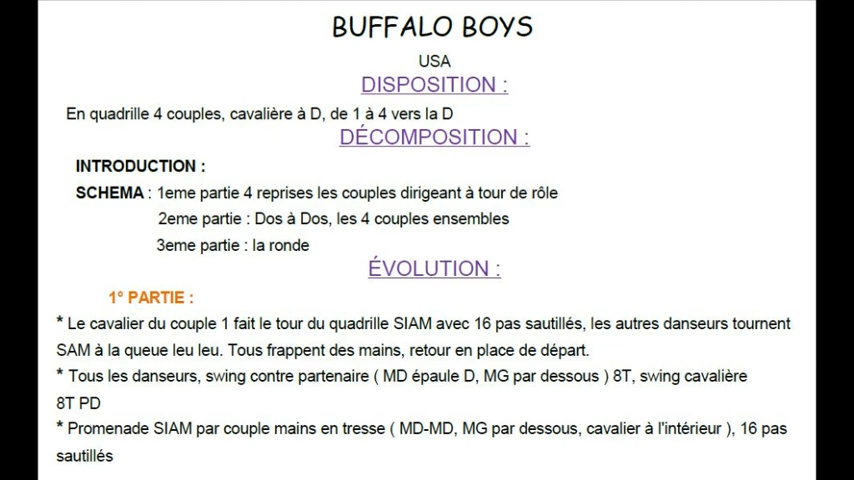 BUFFALO BOYS
USA
DISPOSITION :
En quadrille 4 couples, cavalière à D, de 1 à 4 vers la D
DÉCOMPOSITION :
INTRODUCTION :
SCHEMA : 1eme partie 4 reprises les couples dirigeant à tour de rôle
2eme partie : Dos à Dos, les 4 couples ensembles
3eme partie : la ronde
ÉVOLUTION :
1° PARTIE :
* Le cavalier du couple 1 fait le tour du quadrille SIAM avec 16 pas sautillés, les autres danseurs tournent
SAM à la queue leu leu. Tous frappent des mains, retour en place de départ.
* Tous les danseurs, swing contre partenaire ( MD épaule D, MG par dessous ) 8T, swing cavalière
8T PD
* Promenade SIAM par couple mains en tresse ( MD-MD, MG par dessous, cavalier à l'intérieur ), 16 pas
sautillés